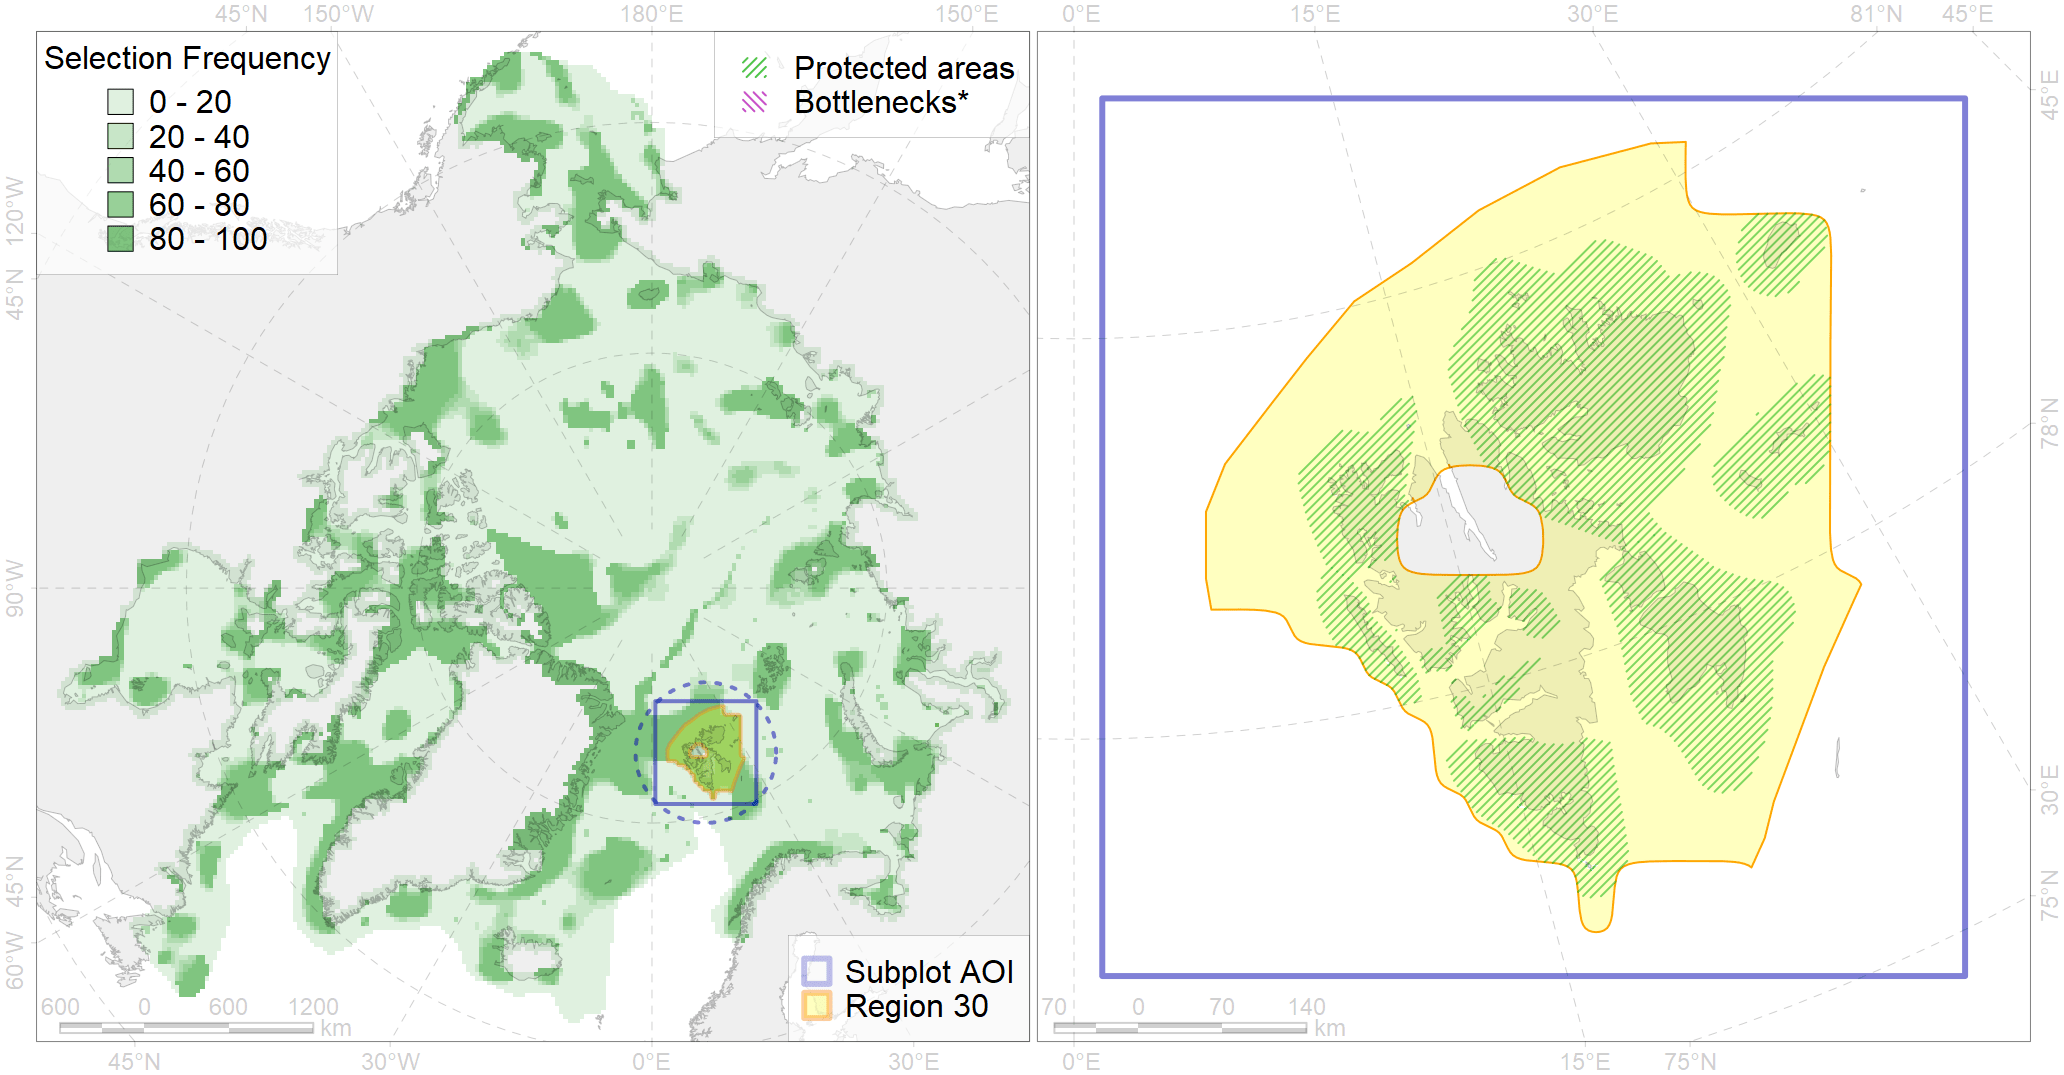 45°N 150°W 180°E 150°E 0°E 15°E 30°E 81°N 45°E
Selection Frequency
0 - 20
20 - 40
40 - 60
60 - 80
80 - 100
Protected areas
Bottlenecks*
120°W
45°N
90°W
45°N
60°W
45°E
78°N
30°E
75°N
Subplot AOI
Region 30
600 0 600 1200
km
70 0 70 140
km
45°N 30°W 0°E 30°E 0°E 15°E 75°N